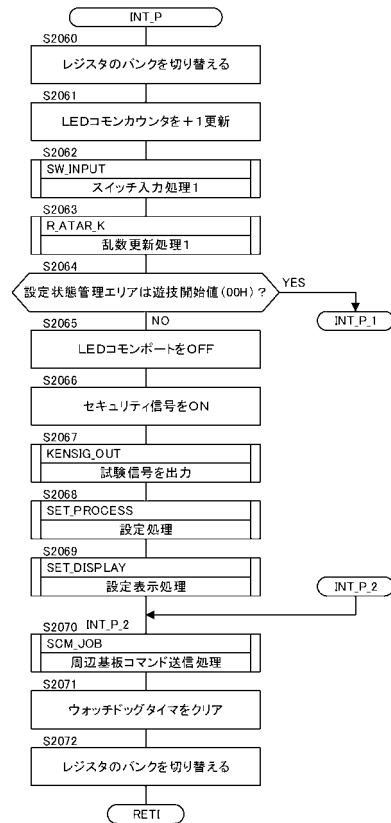 INT_P
S2060
レジスタのバンクを切り替える
S2061
LEDコモンカウンタを+1更新
S2062
SW_INPUT
スイッチ入力処理1
S2063
R_ATAR_K
乱数更新処理1
S2064
設定状態管理エリアは遊技開始値(00H)?
YES
INT_P_1
NO
S2065
LEDコモンポートをOFF
S2066
セキュリティ信号をON
S2067
KENSIG_OUT
試験信号を出力
S2068
SET_PROCESS
設定処理
S2069
SET_DISPLAY
設定表示処理
INT_P_2
INT_P_2
S2070
SCM_JOB
周辺基板コマンド送信処理
S2071
ウォッチドッグタイマをクリア
S2072
レジスタのバンクを切り替える
RETI